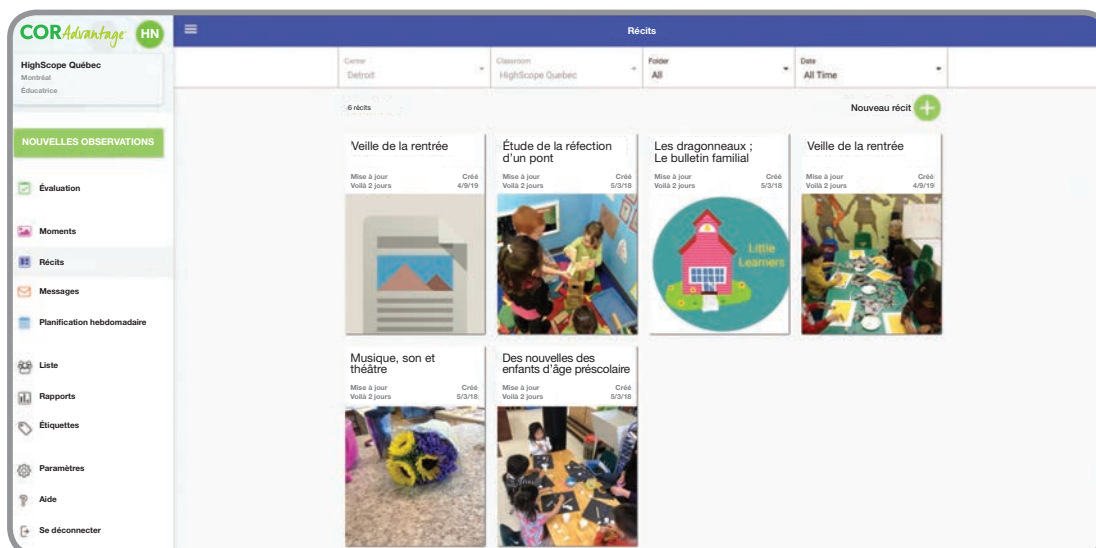 CORAdvantage HN
HighScope Québec
Montréal
Éducatrice
NOUVELLES OBSERVATIONS
Évaluation
Moments
Récits
Messages
Planification hebdomadaire
Liste
Rapports
Étiquettes
Paramètres
Aide
Se déconnecter
Récits
Center
Detroit
Classroom
HighScope Quebec
Folder
All
Date
All Time
6 récits
Nouveau récit
Veille de la rentrée
Mise à jour Créé
Voilà 2 jours 4/9/19
Étude de la réfection
d'un pont
Mise à jour Créé
Voilà 2 jours 5/3/18
Les dragonneaux ;
Le bulletin familial
Mise à jour Créé
Voilà 2 jours 5/3/18
Little
Learners
Veille de la rentrée
Mise à jour Créé
Voilà 2 jours 4/9/19
Musique, son et
théâtre
Mise à jour Créé
Voilà 2 jours 5/3/18
Des nouvelles des
enfants d'âge préscolaire
Mise à jour Créé
Voilà 2 jours 5/3/18